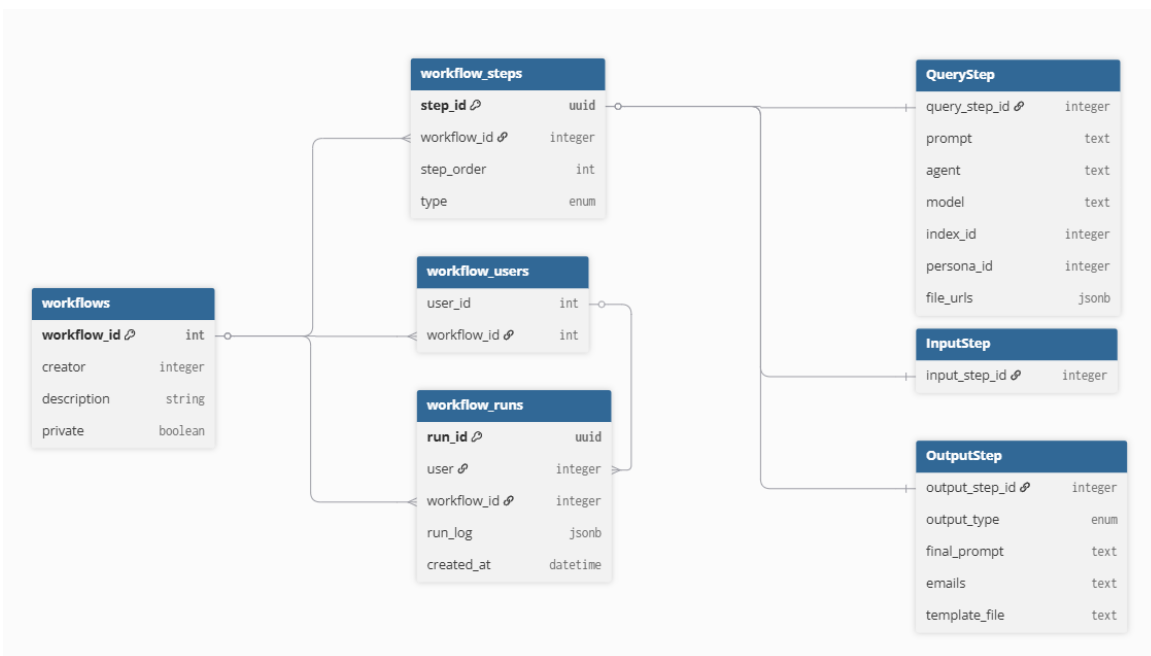 workflow_steps
step_id uuid
workflow_id integer
step_order int
type enum
QueryStep
query_step_id integer
prompt text
agent text
model text
index_id integer
persona_id integer
file_urls jsonb
workflow_users
user_id int
workflow_id int
workflows
workflow_id int
creator integer
description string
private boolean
InputStep
input_step_id integer
workflow_runs
run_id uuid
user integer
workflow_id integer
run_log jsonb
created_at datetime
OutputStep
output_step_id integer
output_type enum
final_prompt text
emails text
template_file text